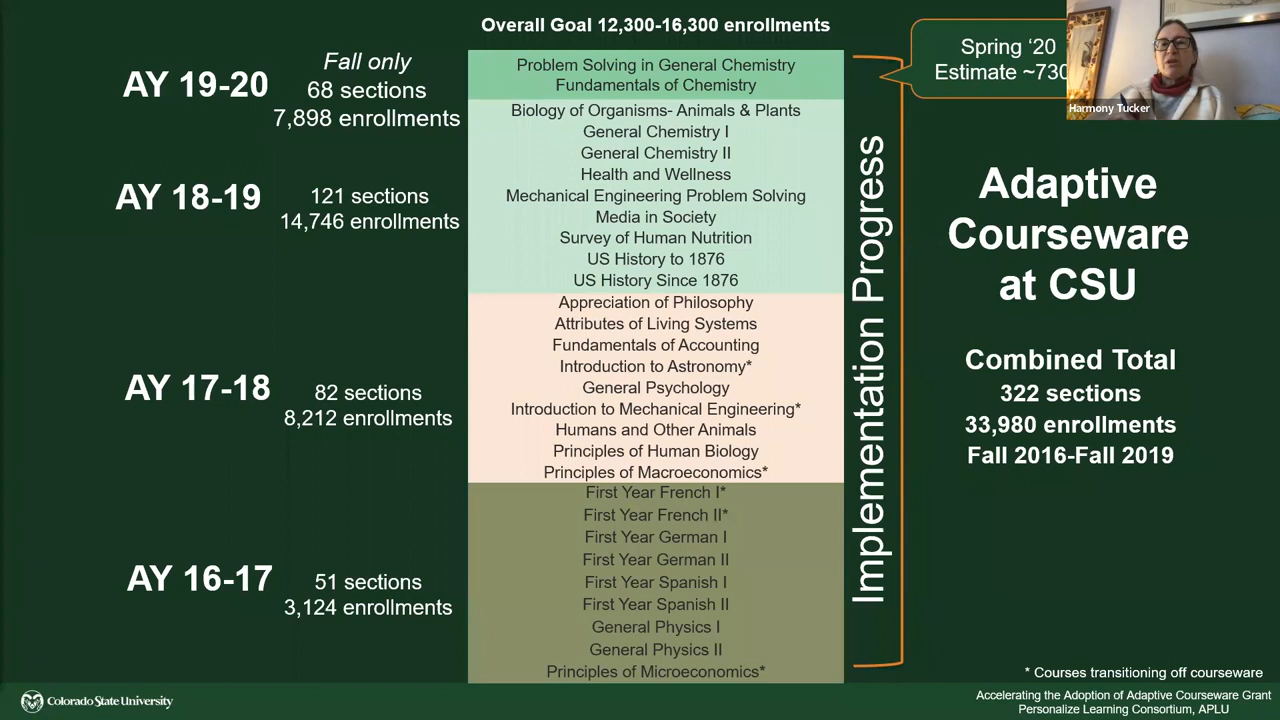 Overall Goal 12,300-16,300 enrollments
AY 19-20
Fall only
68 sections
7,898 enrollments
Problem Solving in General Chemistry
Fundamentals of Chemistry
AY 18-19
121 sections
14,746 enrollments
Biology of Organisms- Animals & Plants
General Chemistry I
General Chemistry II
Health and Wellness
Mechanical Engineering Problem Solving
Media in Society
Survey of Human Nutrition
US History to 1876
US History Since 1876
AY 17-18
82 sections
8,212 enrollments
Appreciation of Philosophy
Attributes of Living Systems
Fundamentals of Accounting
Introduction to Astronomy*
General Psychology
Introduction to Mechanical Engineering*
Humans and Other Animals
Principles of Human Biology
Principles of Macroeconomics*
AY 16-17
51 sections
3,124 enrollments
First Year French I*
First Year French II*
First Year German I
First Year German II
First Year Spanish I
First Year Spanish II
General Physics I
General Physics II
Principles of Microeconomics*
Implementation Progress
Spring ‘20
Estimate ~730
Harmony Tucker
Adaptive
Courseware
at CSU
Combined Total
322 sections
33,980 enrollments
Fall 2016-Fall 2019
* Courses transitioning off courseware
Colorado State University
Accelerating the Adoption of Adaptive Courseware Grant
Personalize Learning Consortium, APLU